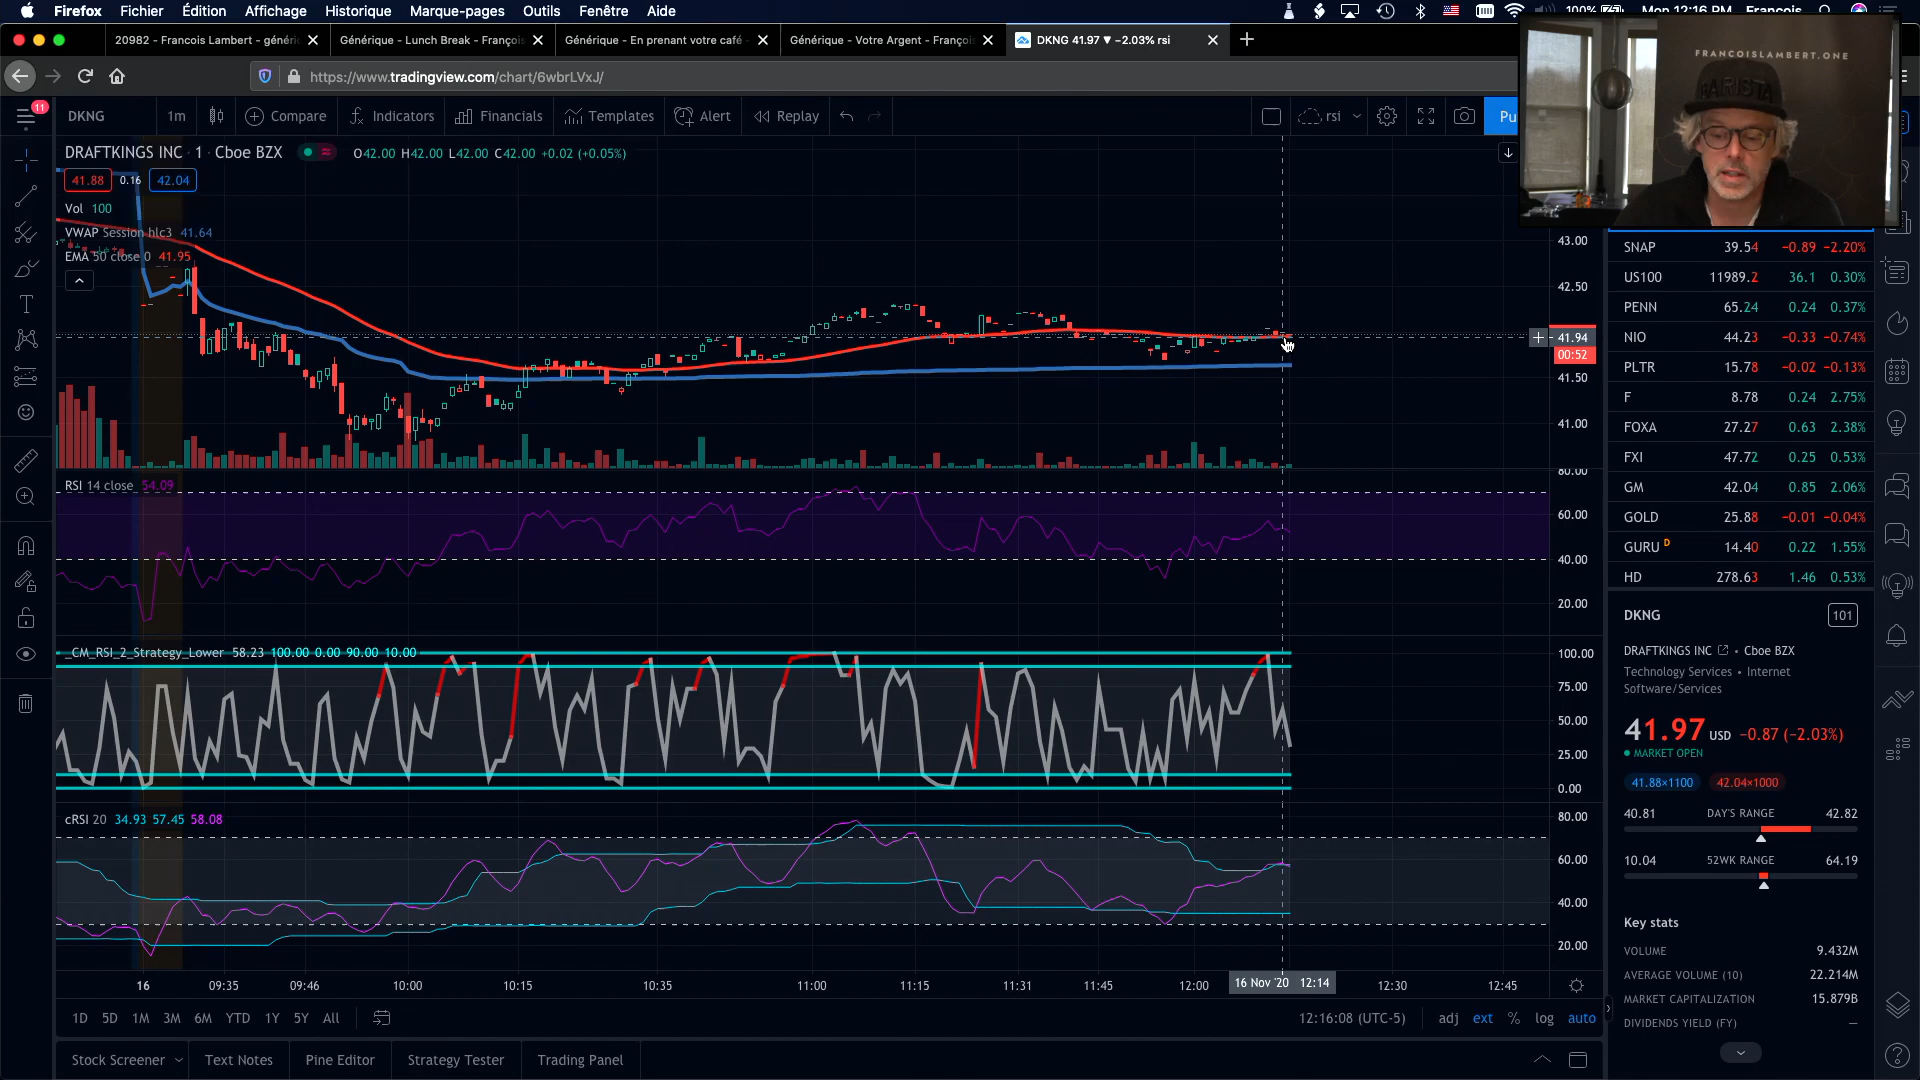 Firefox Fichier Édition Affichage Historique Marque-pages Outils Fenêtre Aide
100% Mon 12:16 PM François
20982 - Francois Lambert - généri
Générique - Lunch Break - François
Générique - En prenant votre café -
Générique - Votre Argent - François
DKNG 41.97 ▼ −2.03% rsi
https://www.tradingview.com/chart/6wbrLVxJ/
11
DKNG 1m Compare Indicators Financials Templates Alert Replay rsi Pu
DRAFTKINGS INC · 1 · Cboe BZX O42.00 H42.00 L42.00 C42.00 +0.02 (+0.05%)
41.88 0.16 42.04
Vol 100
VWAP Session hlc3 41.64
EMA 50 close 0 41.95
43.00
42.50
41.94
00:52
41.50
41.00
RSI 14 close 54.09
80.00
60.00
40.00
20.00
_CM_RSI_2_Strategy_Lower 58.23 100.00 0.00 90.00 10.00
100.00
75.00
50.00
25.00
0.00
cRSI 20 34.93 57.45 58.08
80.00
60.00
40.00
20.00
16 09:35 09:46 10:00 10:15 10:35 11:00 11:15 11:31 11:45 12:00 16 Nov '20 12:14 12:30 12:45
1D 5D 1M 3M 6M YTD 1Y 5Y All
12:16:08 (UTC-5) adj ext % log auto
Stock Screener Text Notes Pine Editor Strategy Tester Trading Panel
FRANCOISLAMBERT.ONE
BARISTA
SNAP 39.54 −0.89 −2.20%
US100 11989.2 36.1 0.30%
PENN 65.24 0.24 0.37%
NIO 44.23 −0.33 −0.74%
PLTR 15.78 −0.02 −0.13%
F 8.78 0.24 2.75%
FOXA 27.27 0.63 2.38%
FXI 47.72 0.25 0.53%
GM 42.04 0.85 2.06%
GOLD 25.88 −0.01 −0.04%
GURU D 14.40 0.22 1.55%
HD 278.63 1.46 0.53%
DKNG 101
DRAFTKINGS INC • Cboe BZX
Technology Services • Internet
Software/Services
41.97 USD −0.87 (−2.03%)
MARKET OPEN
41.88×1100 42.04×1000
40.81 DAY'S RANGE 42.82
10.04 52WK RANGE 64.19
Key stats
VOLUME 9.432M
AVERAGE VOLUME (10) 22.214M
MARKET CAPITALIZATION 15.879B
DIVIDENDS YIELD (FY) —